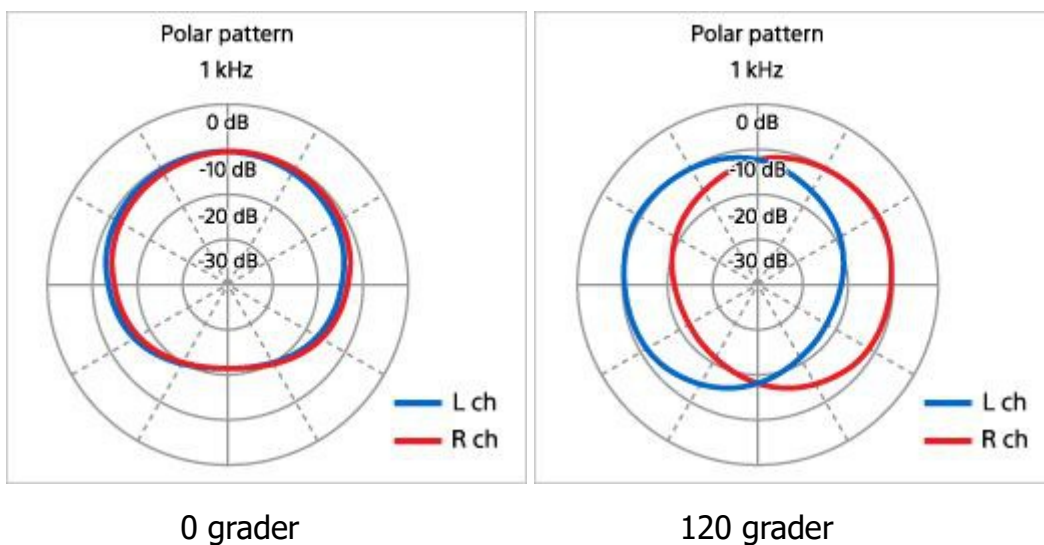 Polar pattern
1 kHz
0 dB
-10 dB
-20 dB
-30 dB
L ch
R ch
0 grader
Polar pattern
1 kHz
0 dB
-10 dB
-20 dB
-30 dB
L ch
R ch
120 grader